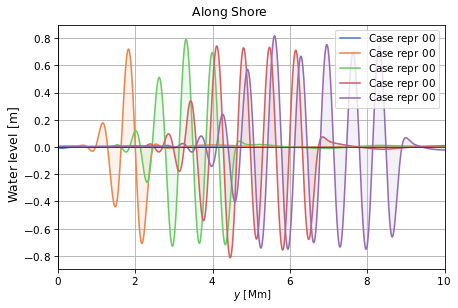 Along Shore
Water level [m]
0.8
0.6
0.4
0.2
0.0
−0.2
−0.4
−0.6
−0.8
Case repr 00
Case repr 00
Case repr 00
Case repr 00
Case repr 00
0 2 4 6 8 10
y [Mm]